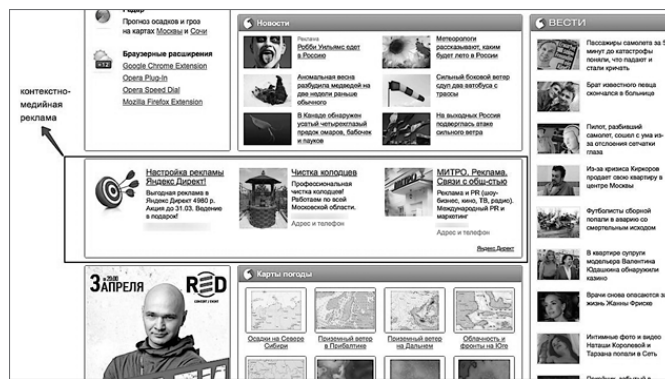 Радар
Прогноз осадков и гроз
на картах Москвы и Сочи
+12
Браузерные расширения
Google Chrome Extension
Opera Plug-In
Opera Speed Dial
Mozilla Firefox Extension
контекстно-
медийная
реклама
Новости
Реклама
Робби Уильямс едет
в Россию
Метеорологи
рассказывают, каким
будет лето в России
Аномальная весна
разбудила медведей на
две недели раньше
обычного
Сильный боковой ветер
сдул два автобуса с
трассы
В Канаде обнаружен
усатый четырехглазый
предок омаров, бабочек
и пауков
На выходных Россия
подверглась атаке
сильного ветра
Настройка рекламы
Яндекс Директ!
Выгодная реклама в
Яндекс Директ 4980 р.
Акция до 31.03. Ведение
в подарок!
Чистка колодцев
Профессиональная
чистка колодцев!
Работаем по всей
Московской области.
Адрес и телефон
МИТРО. Реклама.
Связи с общ-стью
Реклама и PR (шоу-
бизнес, кино, ТВ, радио).
Международный PR и
маркетинг
Адрес и телефон
Яндекс Директ
3 в 20.00
АПРЕЛЯ
RED
Карты погоды
Осадки на Севере
Сибири
Приземный ветер
в Прибалтике
Приземный ветер
на Дальнем
Облачность и
фронты на Юге
ВЕСТИ
Пассажиры самолета за 5
минут до катастрофы
поняли, что падают и
стали кричать
Брат известного певца
скончался в больнице
Пилот, разбивший
самолет, сошел с ума из-
за отслоения сетчатки
глаза
Из-за кризиса Киркоров
продает свою квартиру в
центре Москвы
Футболисты сборной
попали в аварию со
смертельным исходом
В квартире супруги
модельера Валентина
Юдашкина обнаружили
казино
Врачи снова опасаются за
жизнь Жанны Фриске
Интимные фото и видео
Наташи Королевой и
Тарзана попали в Сеть